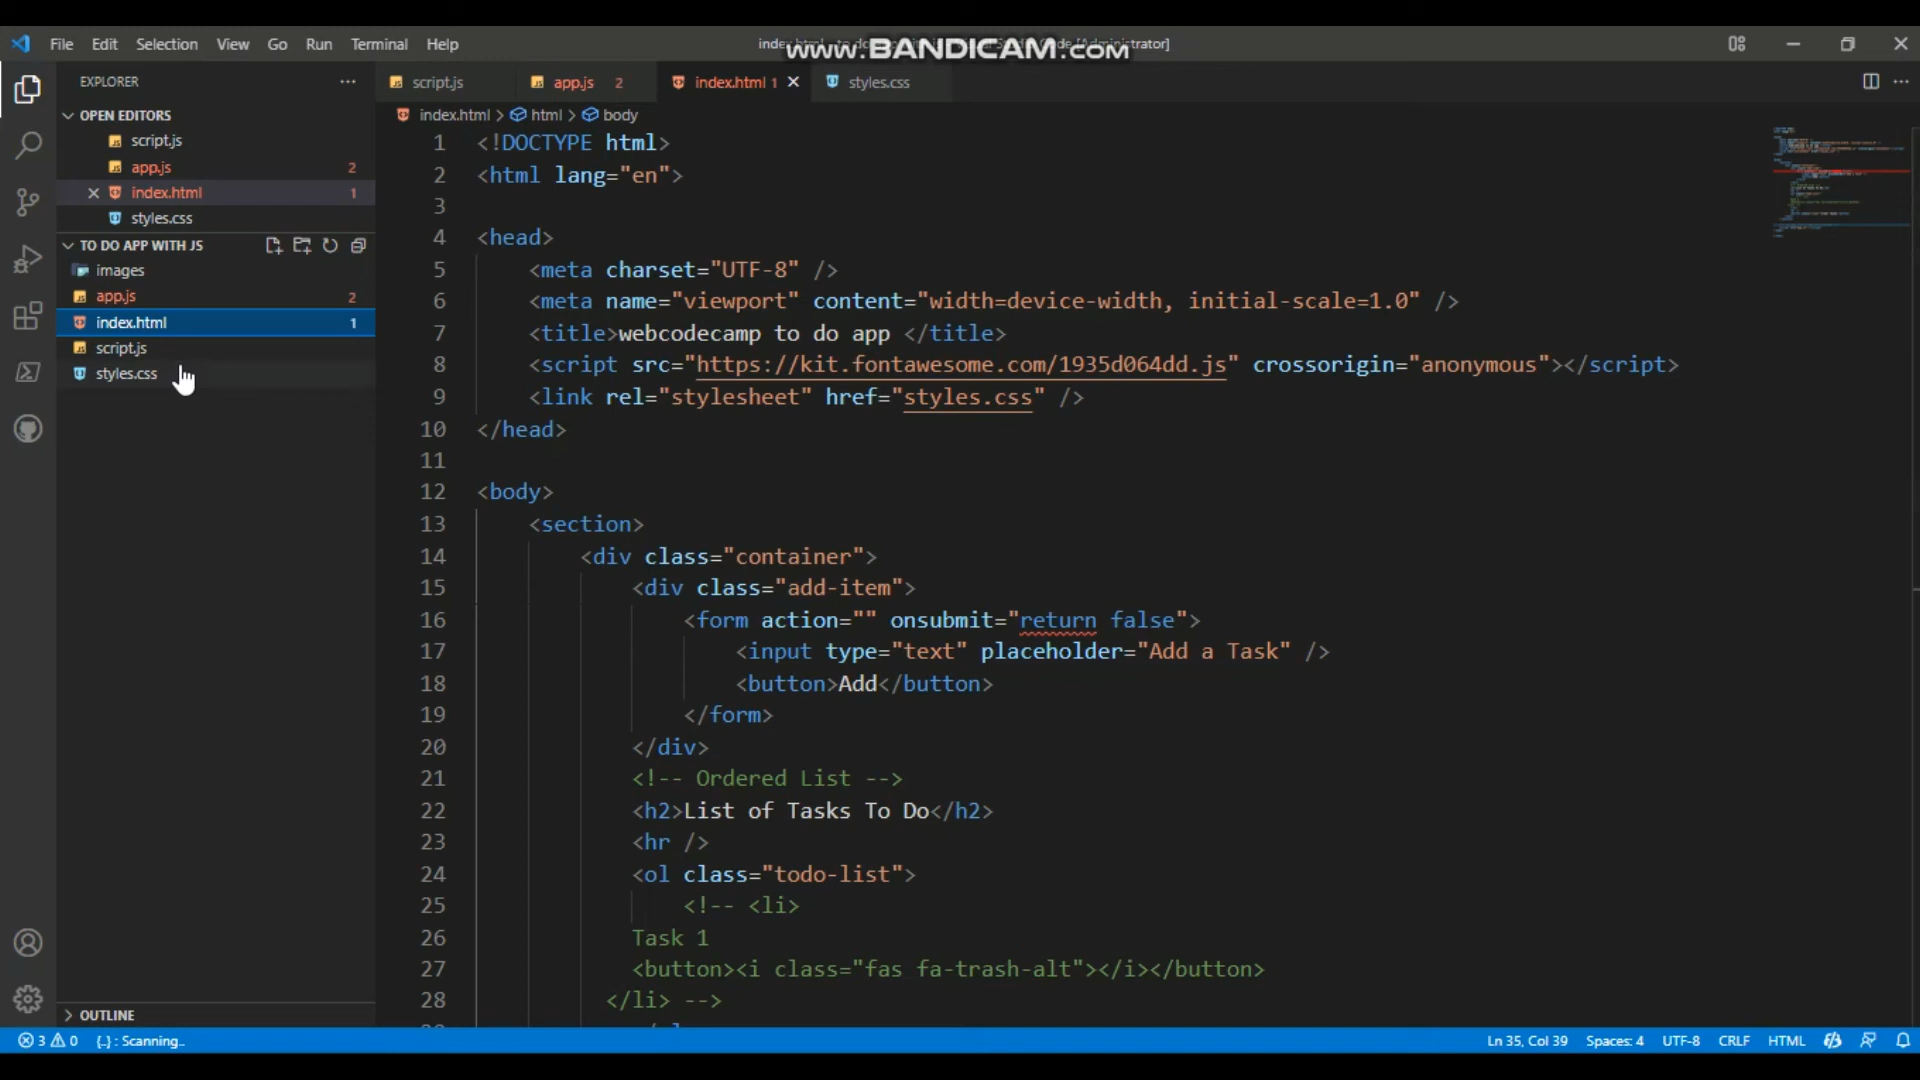 File Edit Selection View Go Run Terminal Help
www.BANDICAM.com
EXPLORER
OPEN EDITORS
script.js
app.js 2
index.html 1
styles.css
TO DO APP WITH JS
images
app.js 2
index.html 1
script.js
styles.css
OUTLINE
script.js app.js 2 index.html 1 styles.css
index.html > html > body
1 <!DOCTYPE html>
2 <html lang="en">
3
4 <head>
5 <meta charset="UTF-8" />
6 <meta name="viewport" content="width=device-width, initial-scale=1.0" />
7 <title>webcodecamp to do app </title>
8 <script src="https://kit.fontawesome.com/1935d064dd.js" crossorigin="anonymous"></script>
9 <link rel="stylesheet" href="styles.css" />
10 </head>
11
12 <body>
13 <section>
14 <div class="container">
15 <div class="add-item">
16 <form action="" onsubmit="return false">
17 <input type="text" placeholder="Add a Task" />
18 <button>Add</button>
19 </form>
20 </div>
21 <!-- Ordered List -->
22 <h2>List of Tasks To Do</h2>
23 <hr />
24 <ol class="todo-list">
25 <!-- <li>
26 Task 1
27 <button><i class="fas fa-trash-alt"></i></button>
28 </li> -->
3 0 {..} : Scanning..
Ln 35, Col 39 Spaces: 4 UTF-8 CRLF HTML